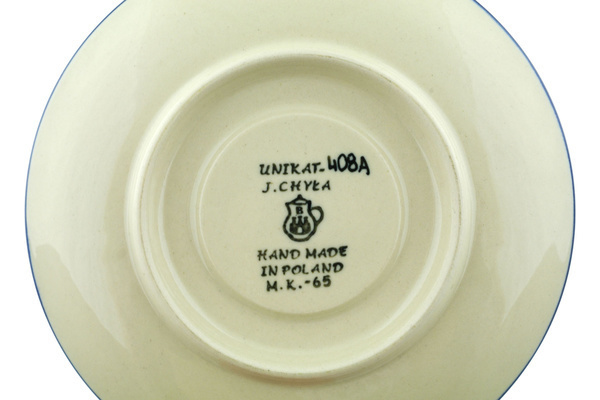 UNIKAT-408A
J.CHYŁA
B
HAND MADE
IN POLAND
M.K.-65